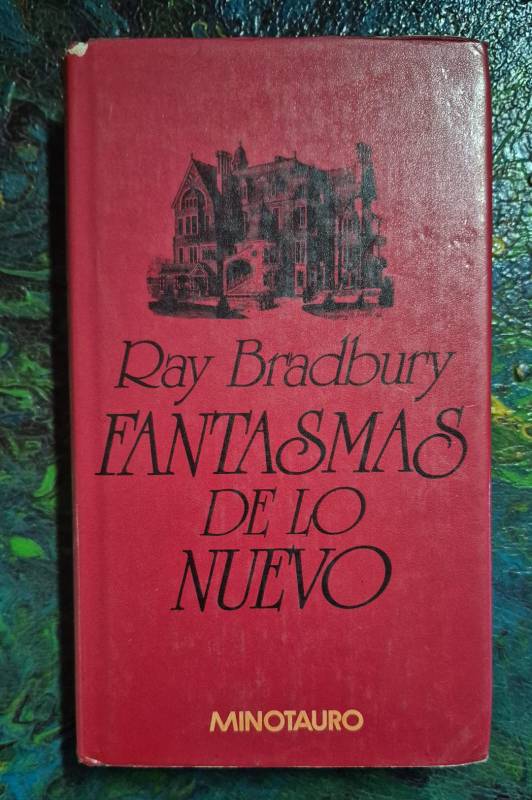 Ray Bradbury
FANTASMAS
DE LO
NUEVO
MINOTAURO